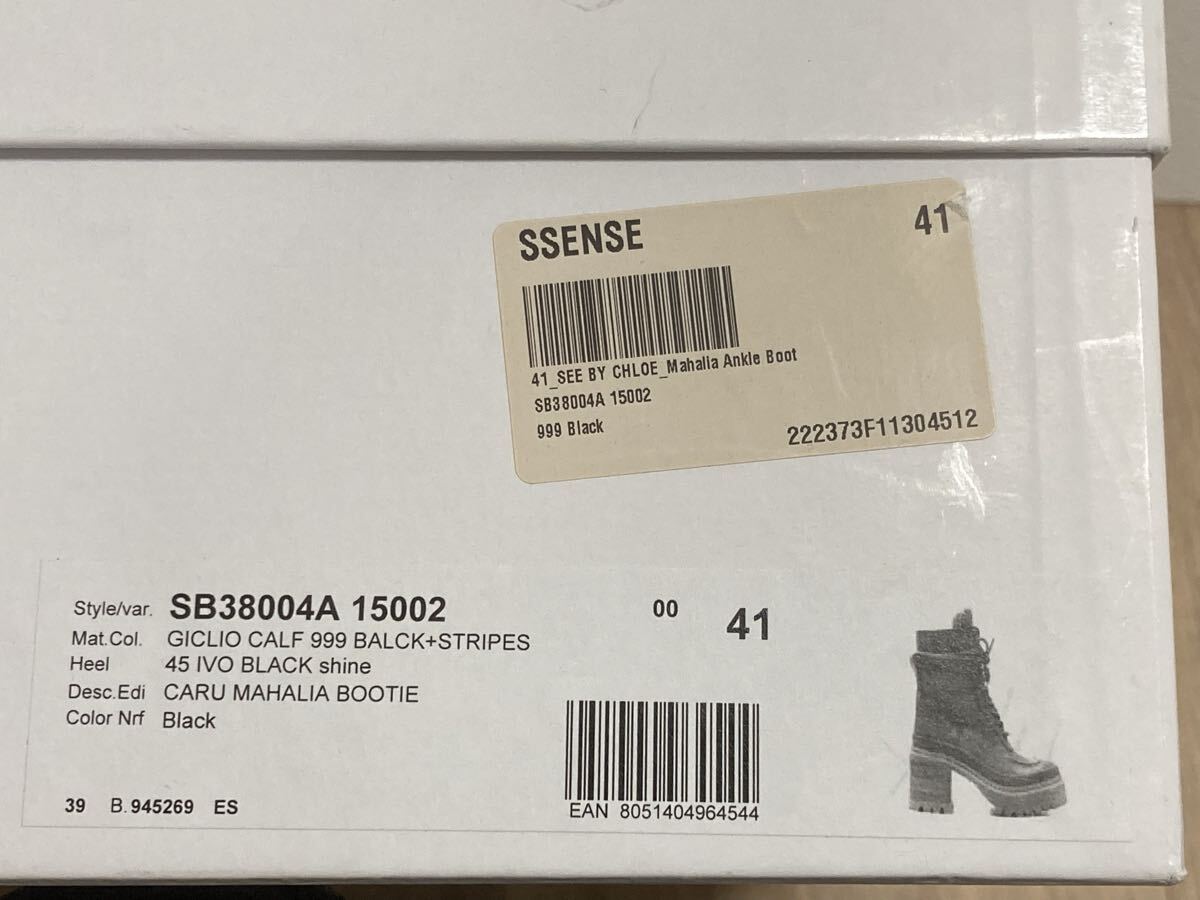 SSENSE 41
41_SEE BY CHLOE_Mahalia Ankle Boot
SB38004A 15002
999 Black
222373F11304512
Style/var. SB38004A 15002 00 41
Mat.Col. GICLIO CALF 999 BALCK+STRIPES
Heel 45 IVO BLACK shine
Desc.Edi CARU MAHALIA BOOTIE
Color Nrf Black
39 B. 945269 ES
EAN 8051404964544